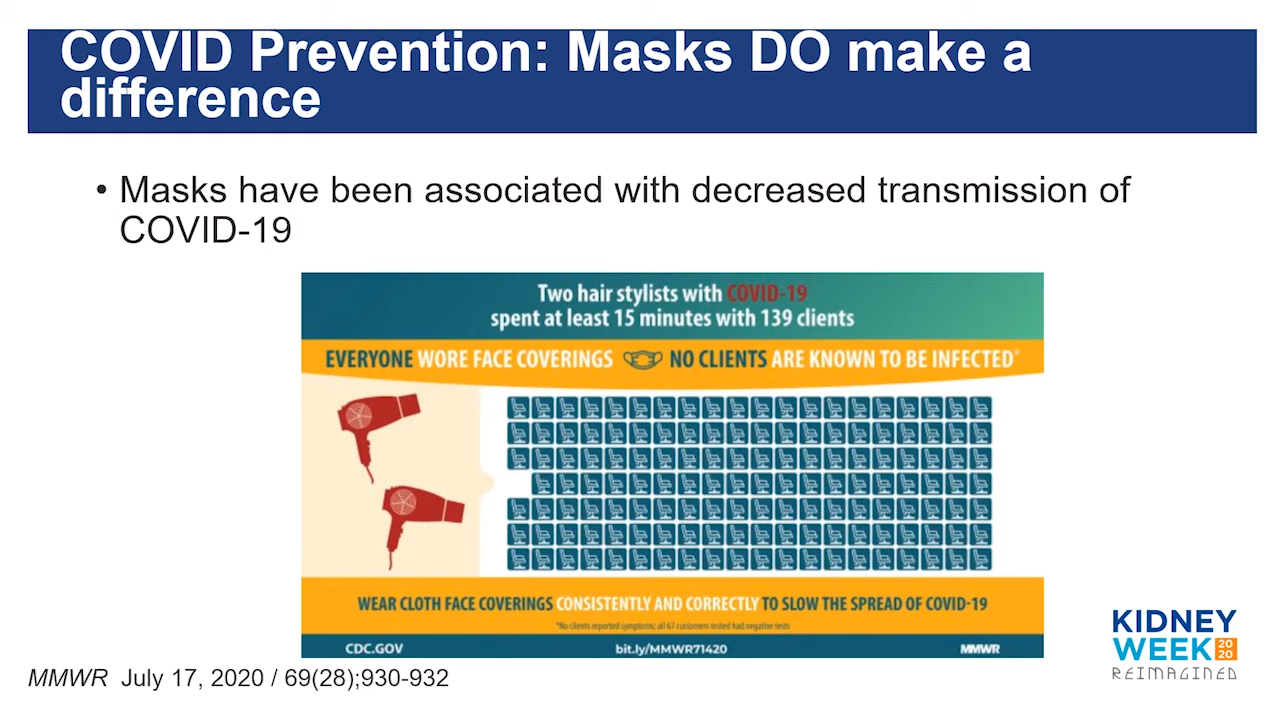 COVID Prevention: Masks DO make a
difference
• Masks have been associated with decreased transmission of
COVID-19
Two hair stylists with COVID-19
spent at least 15 minutes with 139 clients
EVERYONE WORE FACE COVERINGS NO CLIENTS ARE KNOWN TO BE INFECTED*
WEAR CLOTH FACE COVERINGS CONSISTENTLY AND CORRECTLY TO SLOW THE SPREAD OF COVID-19
*No clients reported symptoms; all 67 customers tested had negative tests
CDC.GOV bit.ly/MMWR71420 MMWR
MMWR July 17, 2020 / 69(28);930-932
KIDNEY
WEEK 2020
REIMAGINED